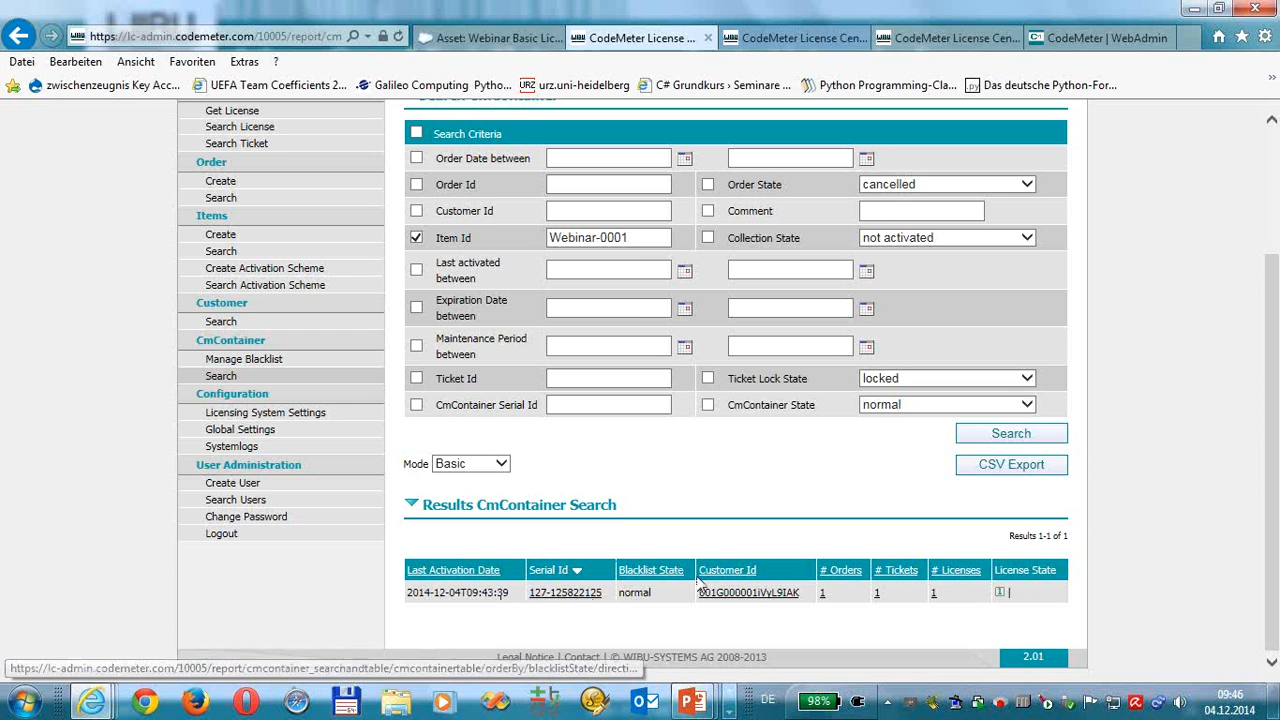 https://lc-admin.codemeter.com/10005/report/cm
Asset: Webinar Basic Lic...
CodeMeter License ...
CodeMeter License Cen...
CodeMeter License Cen...
CodeMeter | WebAdmin
Datei Bearbeiten Ansicht Favoriten Extras ?
zwischenzeugnis Key Acc...
UEFA Team Coefficients 2...
Galileo Computing Pytho...
URZ urz.uni-heidelberg
C# Grundkurs › Seminare ...
Python Programming-Cla...
.py Das deutsche Python-For...
Get License
Search License
Search Ticket
Order
Create
Search
Items
Create
Search
Create Activation Scheme
Search Activation Scheme
Customer
Search
CmContainer
Manage Blacklist
Search
Configuration
Licensing System Settings
Global Settings
Systemlogs
User Administration
Create User
Search Users
Change Password
Logout
Search Criteria
Order Date between
Order Id
Order State cancelled
Customer Id
Comment
Item Id Webinar-0001
Collection State not activated
Last activated
between
Expiration Date
between
Maintenance Period
between
Ticket Id
Ticket Lock State locked
CmContainer Serial Id
CmContainer State normal
Search
Mode Basic
CSV Export
Results CmContainer Search
Results 1-1 of 1
Last Activation Date Serial Id Blacklist State Customer Id # Orders # Tickets # Licenses License State
2014-12-04T09:43:39 127-125822125 normal 001G000001iVyL9IAK 1 1 1 1 |
Legal Notice | Contact | © WIBU-SYSTEMS AG 2008-2013
2.01
https://lc-admin.codemeter.com/10005/report/cmcontainer_searchandtable/cmcontainertable/orderBy/blacklistState/directi...
DE
98%
09:46
04.12.2014